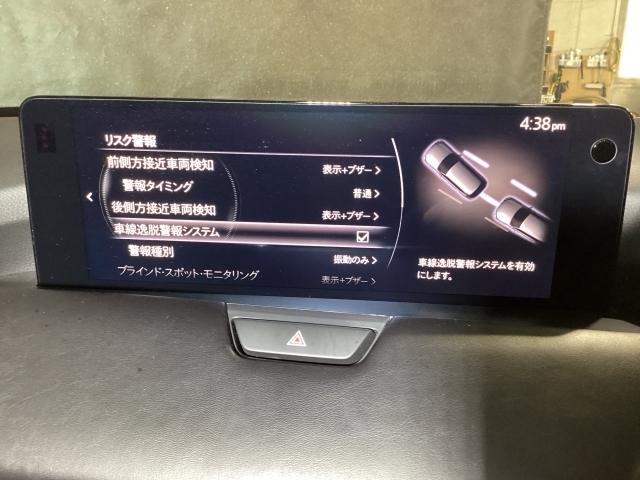 4:38pm
リスク警報
前側方接近車両検知 表示+ブザー
警報タイミング 普通
後側方接近車両検知 表示+ブザー
車線逸脱警報システム
警報種別 振動のみ
ブラインド・スポット・モニタリング 表示+ブザー
車線逸脱警報システムを有効
にします。